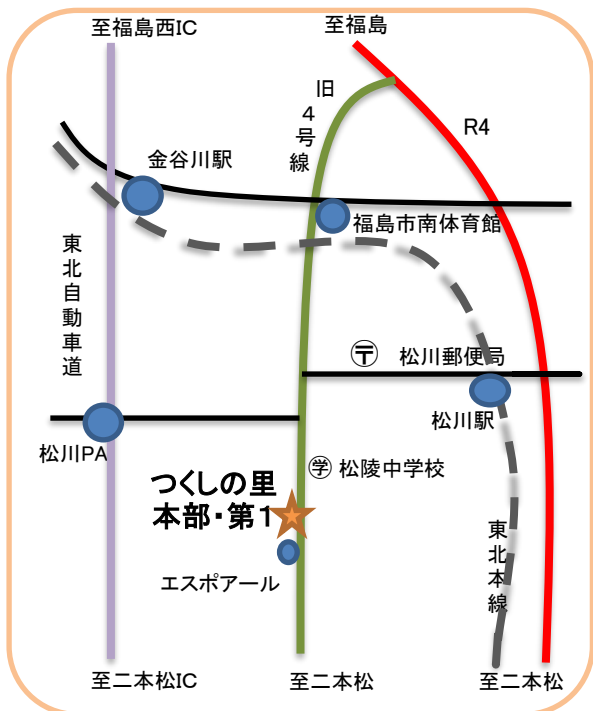 至福島西IC
至福島
旧4号線
R4
金谷川駅
福島市南体育館
東北自動車道
〒 松川郵便局
松川駅
松川PA
学 松陵中学校
つくしの里
本部・第1
エスポアール
東北本線
至二本松IC
至二本松
至二本松